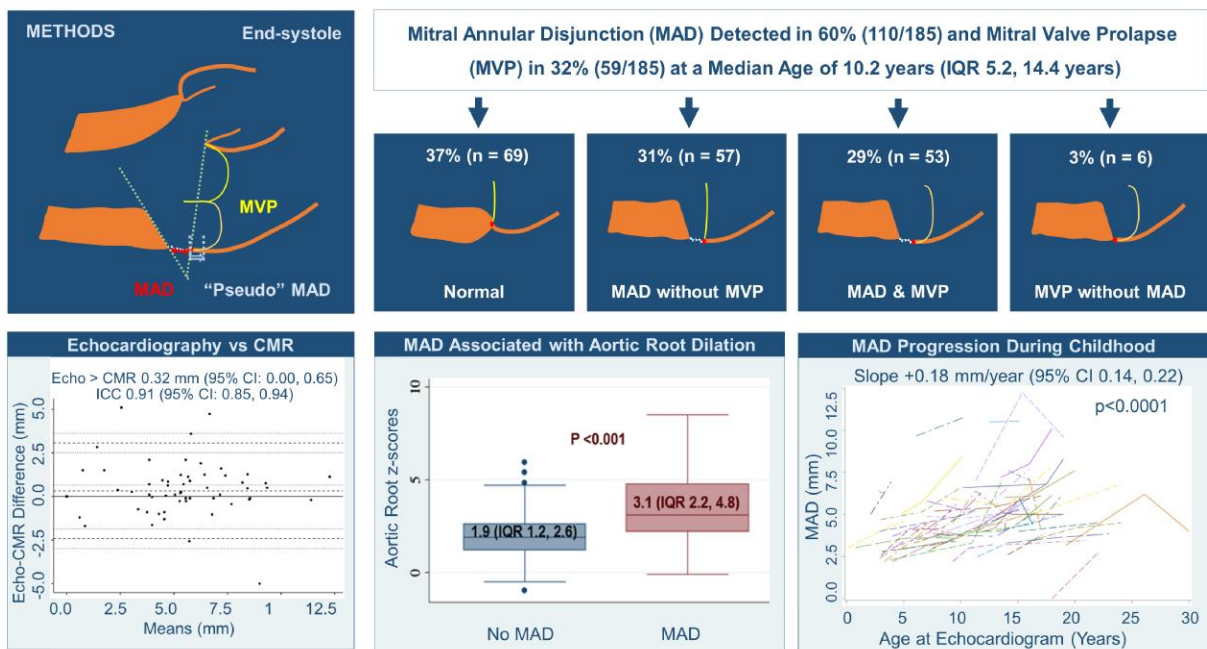 METHODS
End-systole
MVP
MAD
"Pseudo" MAD
Mitral Annular Disjunction (MAD) Detected in 60% (110/185) and Mitral Valve Prolapse
(MVP) in 32% (59/185) at a Median Age of 10.2 years (IQR 5.2, 14.4 years)
37% (n = 69)
Normal
31% (n = 57)
MAD without MVP
29% (n = 53)
MAD & MVP
3% (n = 6)
MVP without MAD
Echocardiography vs CMR
Echo > CMR 0.32 mm (95% CI: 0.00, 0.65)
ICC 0.91 (95% CI: 0.85, 0.94)
Echo-CMR Difference (mm)
5.0
2.5
0.0
-2.5
-5.0
0.0 2.5 5.0 7.5 1 12.5
Means (mm)
MAD Associated with Aortic Root Dilation
Aortic Root z-scores
10
5
0
P <0.001
1.9 (IQR 1.2, 2.6)
3.1 (IQR 2.2, 4.8)
No MAD
MAD
MAD Progression During Childhood
Slope +0.18 mm/year (95% CI 0.14, 0.22)
p<0.0001
MAD (mm)
12.5
10.0
7.5
5.0
2.5
0.0
0 5 10 15 20 25 30
Age at Echocardiogram (Years)